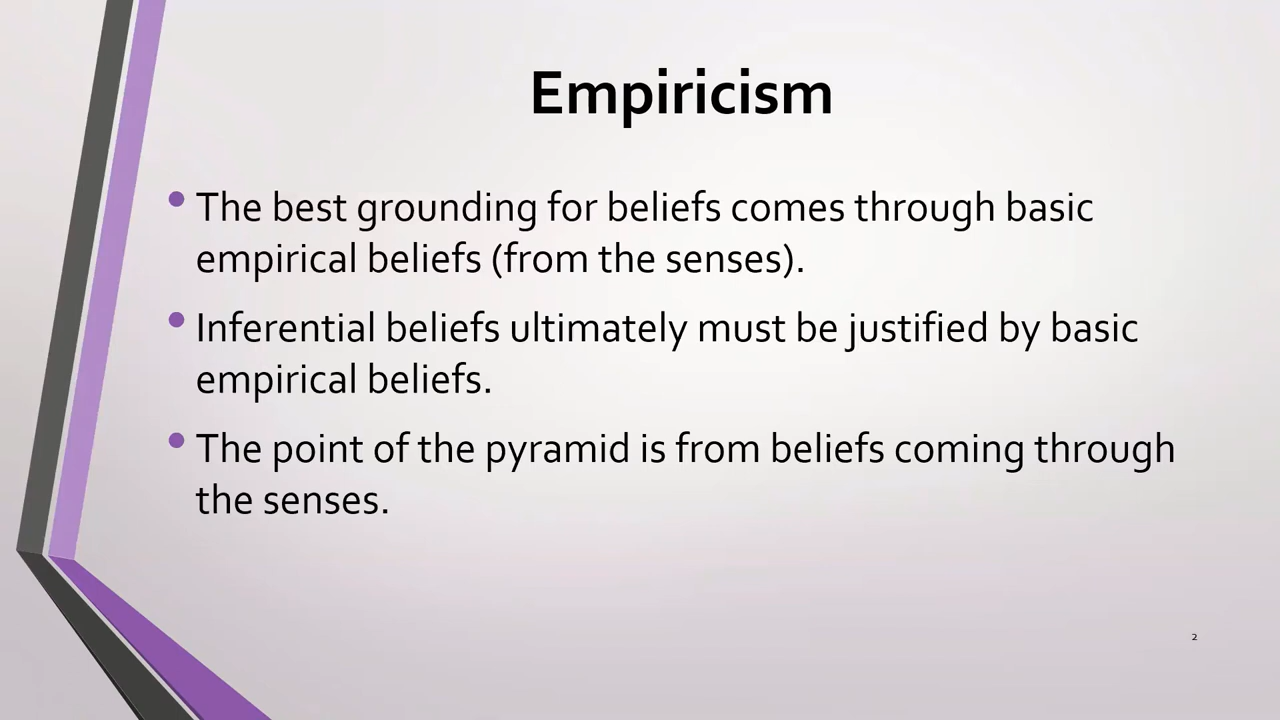 Empiricism
• The best grounding for beliefs comes through basic
empirical beliefs (from the senses).
• Inferential beliefs ultimately must be justified by basic
empirical beliefs.
• The point of the pyramid is from beliefs coming through
the senses.
2